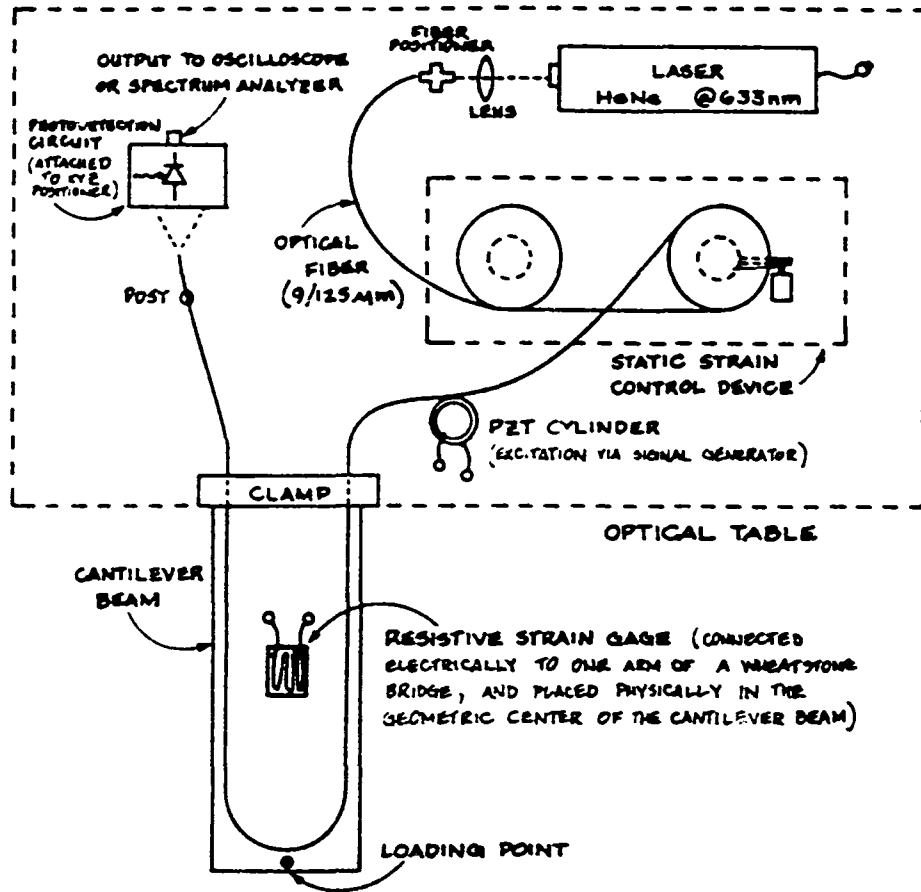 FIBER
POSITIONER
LENS
LASER
HeNe @ 633nm
OUTPUT TO OSCILLOSCOPE
OR SPECTRUM ANALYZER
PHOTODETECTION
CIRCUIT
(ATTACHED
TO XYZ
POSITIONER)
OPTICAL
FIBER
(9/125 μm)
POST
STATIC STRAIN
CONTROL DEVICE
PZT CYLINDER
(EXCITATION VIA SIGNAL GENERATOR)
CLAMP
OPTICAL TABLE
CANTILEVER
BEAM
RESISTIVE STRAIN GAGE (CONNECTED
ELECTRICALLY TO ONE ARM OF A WHEATSTONE
BRIDGE, AND PLACED PHYSICALLY IN THE
GEOMETRIC CENTER OF THE CANTILEVER BEAM)
LOADING POINT